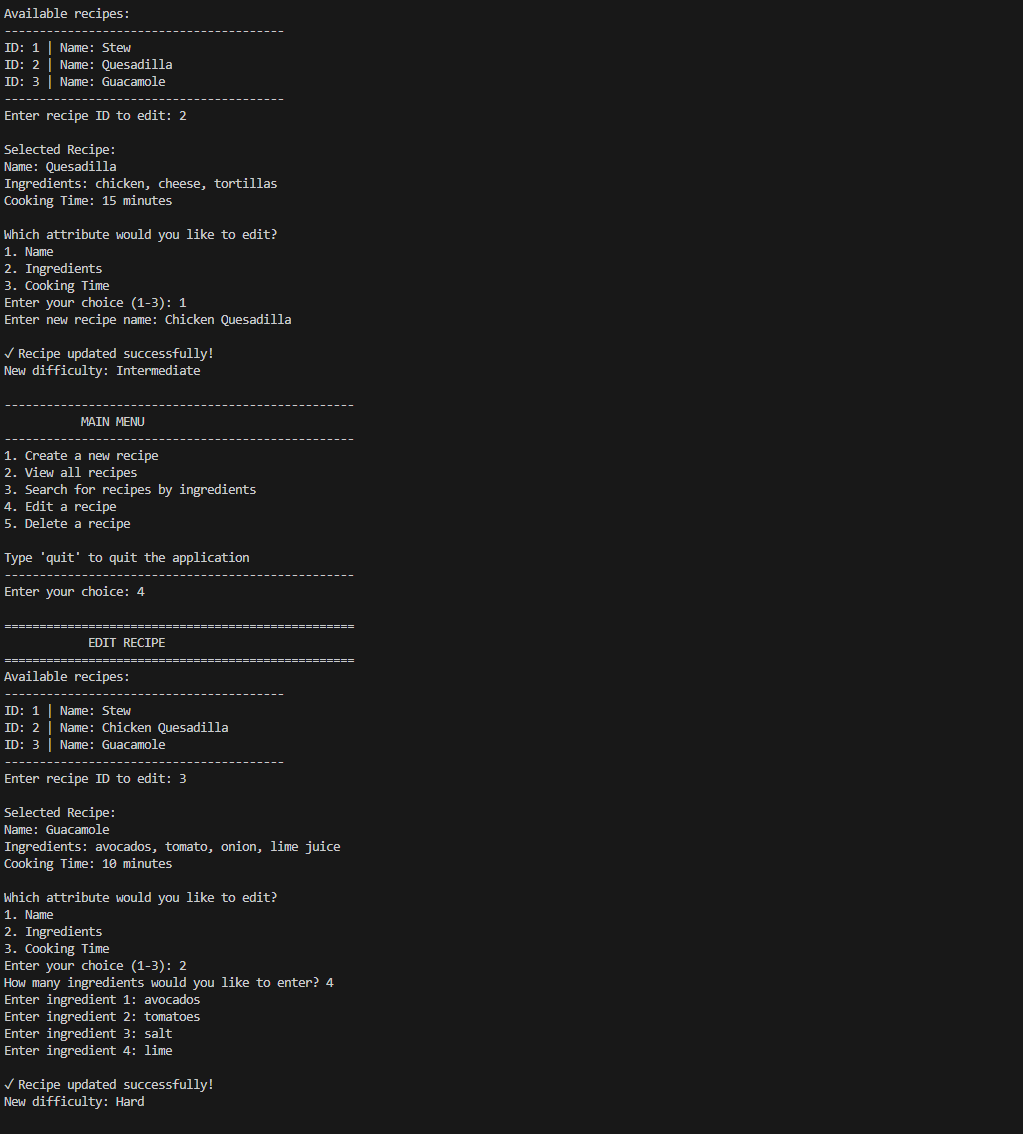 Available recipes:
----------------------------------------
ID: 1 | Name: Stew
ID: 2 | Name: Quesadilla
ID: 3 | Name: Guacamole
----------------------------------------
Enter recipe ID to edit: 2
Selected Recipe:
Name: Quesadilla
Ingredients: chicken, cheese, tortillas
Cooking Time: 15 minutes
Which attribute would you like to edit?
1. Name
2. Ingredients
3. Cooking Time
Enter your choice (1-3): 1
Enter new recipe name: Chicken Quesadilla
✓ Recipe updated successfully!
New difficulty: Intermediate
--------------------------------------------------
MAIN MENU
--------------------------------------------------
1. Create a new recipe
2. View all recipes
3. Search for recipes by ingredients
4. Edit a recipe
5. Delete a recipe
Type 'quit' to quit the application
--------------------------------------------------
Enter your choice: 4
==================================================
EDIT RECIPE
==================================================
Available recipes:
----------------------------------------
ID: 1 | Name: Stew
ID: 2 | Name: Chicken Quesadilla
ID: 3 | Name: Guacamole
----------------------------------------
Enter recipe ID to edit: 3
Selected Recipe:
Name: Guacamole
Ingredients: avocados, tomato, onion, lime juice
Cooking Time: 10 minutes
Which attribute would you like to edit?
1. Name
2. Ingredients
3. Cooking Time
Enter your choice (1-3): 2
How many ingredients would you like to enter? 4
Enter ingredient 1: avocados
Enter ingredient 2: tomatoes
Enter ingredient 3: salt
Enter ingredient 4: lime
✓ Recipe updated successfully!
New difficulty: Hard